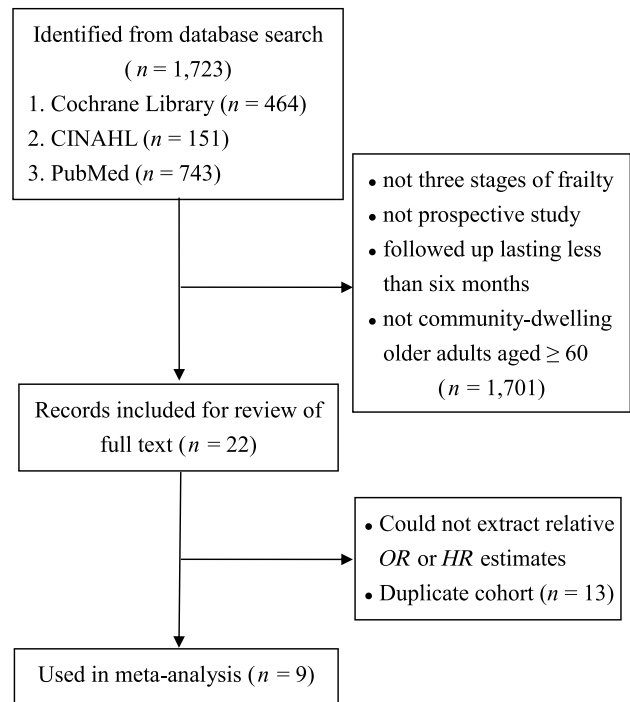 Identified from database search
( n = 1,723)
1. Cochrane Library (n = 464)
2. CINAHL (n = 151)
3. PubMed (n = 743)
• not three stages of frailty
• not prospective study
• followed up lasting less
than six months
• not community-dwelling
older adults aged ≥ 60
(n = 1,701)
Records included for review of
full text (n = 22)
• Could not extract relative
OR or HR estimates
• Duplicate cohort (n = 13)
Used in meta-analysis (n = 9)